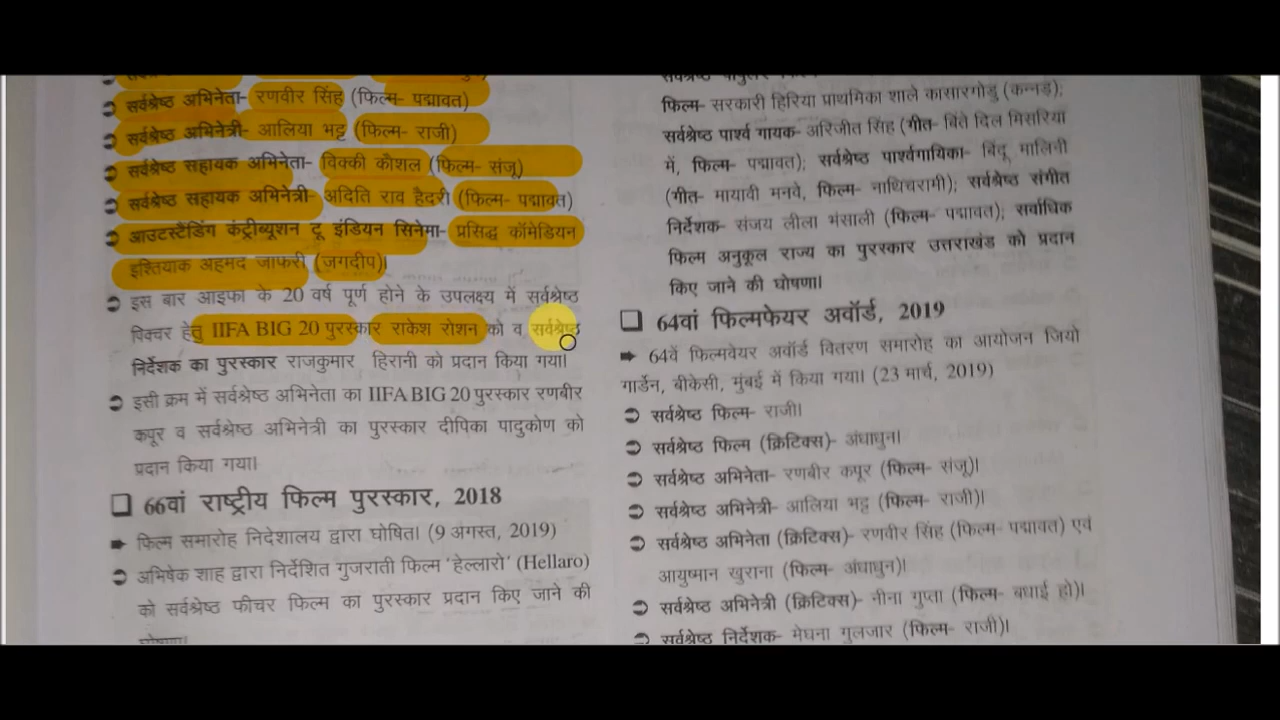 सर्वश्रेष्ठ अभिनेता- रणवीर सिंह (फिल्म- पद्मावत)
सर्वश्रेष्ठ अभिनेत्री- आलिया भट्ट (फिल्म- राजी)
सर्वश्रेष्ठ सहायक अभिनेता- विक्की कौशल (फिल्म- संजू)
सर्वश्रेष्ठ सहायक अभिनेत्री- अदिति राव हैदरी (फिल्म- पद्मावत)
आउटस्टैंडिंग कंट्रीब्यूशन टू इंडियन सिनेमा- प्रसिद्ध कॉमेडियन
इश्तियाक अहमद जाफरी (जगदीप)।
इस बार आइफा के 20 वर्ष पूर्ण होने के उपलक्ष्य में सर्वश्रेष्ठ
पिक्चर हेतु IIFA BIG 20 पुरस्कार राकेश रोशन को व सर्वश्रेष्ठ
निर्देशक का पुरस्कार राजकुमार हिरानी को प्रदान किया गया।
इसी क्रम में सर्वश्रेष्ठ अभिनेता का IIFA BIG 20 पुरस्कार रणबीर
कपूर व सर्वश्रेष्ठ अभिनेत्री का पुरस्कार दीपिका पादुकोण को
प्रदान किया गया।
66वां राष्ट्रीय फिल्म पुरस्कार, 2018
फिल्म समारोह निदेशालय द्वारा घोषित। (9 अगस्त, 2019)
अभिषेक शाह द्वारा निर्देशित गुजराती फिल्म 'हेल्लारो' (Hellaro)
को सर्वश्रेष्ठ फीचर फिल्म का पुरस्कार प्रदान किए जाने की
फिल्म- सरकारी हिरिया प्राथमिका शाले कासारगोडु (कन्नड़);
सर्वश्रेष्ठ पार्श्व गायक- अरिजीत सिंह (गीत- बिंते दिल मिसरिया
में, फिल्म- पद्मावत); सर्वश्रेष्ठ पार्श्वगायिका- बिंदू मालिनी
(गीत- मायावी मनवे, फिल्म- नाथिचरामी); सर्वश्रेष्ठ संगीत
निर्देशक- संजय लीला भंसाली (फिल्म- पद्मावत); सर्वाधिक
फिल्म अनुकूल राज्य का पुरस्कार उत्तराखंड को प्रदान
किए जाने की घोषणा।
64वां फिल्मफेयर अवॉर्ड, 2019
64वें फिल्मवेयर अवॉर्ड वितरण समारोह का आयोजन जियो
गार्डेन, बीकेसी, मुंबई में किया गया। (23 मार्च, 2019)
सर्वश्रेष्ठ फिल्म- राजी।
सर्वश्रेष्ठ फिल्म (क्रिटिक्स)- अंधाधुन।
सर्वश्रेष्ठ अभिनेता- रणबीर कपूर (फिल्म- संजू)।
सर्वश्रेष्ठ अभिनेत्री- आलिया भट्ट (फिल्म- राजी)।
सर्वश्रेष्ठ अभिनेता (क्रिटिक्स)- रणवीर सिंह (फिल्म- पद्मावत) एवं
आयुष्मान खुराना (फिल्म- अंधाधुन)।
सर्वश्रेष्ठ अभिनेत्री (क्रिटिक्स)- नीना गुप्ता (फिल्म- बधाई हो)।
सर्वश्रेष्ठ निर्देशक- मेघना गुलजार (फिल्म- राजी)।